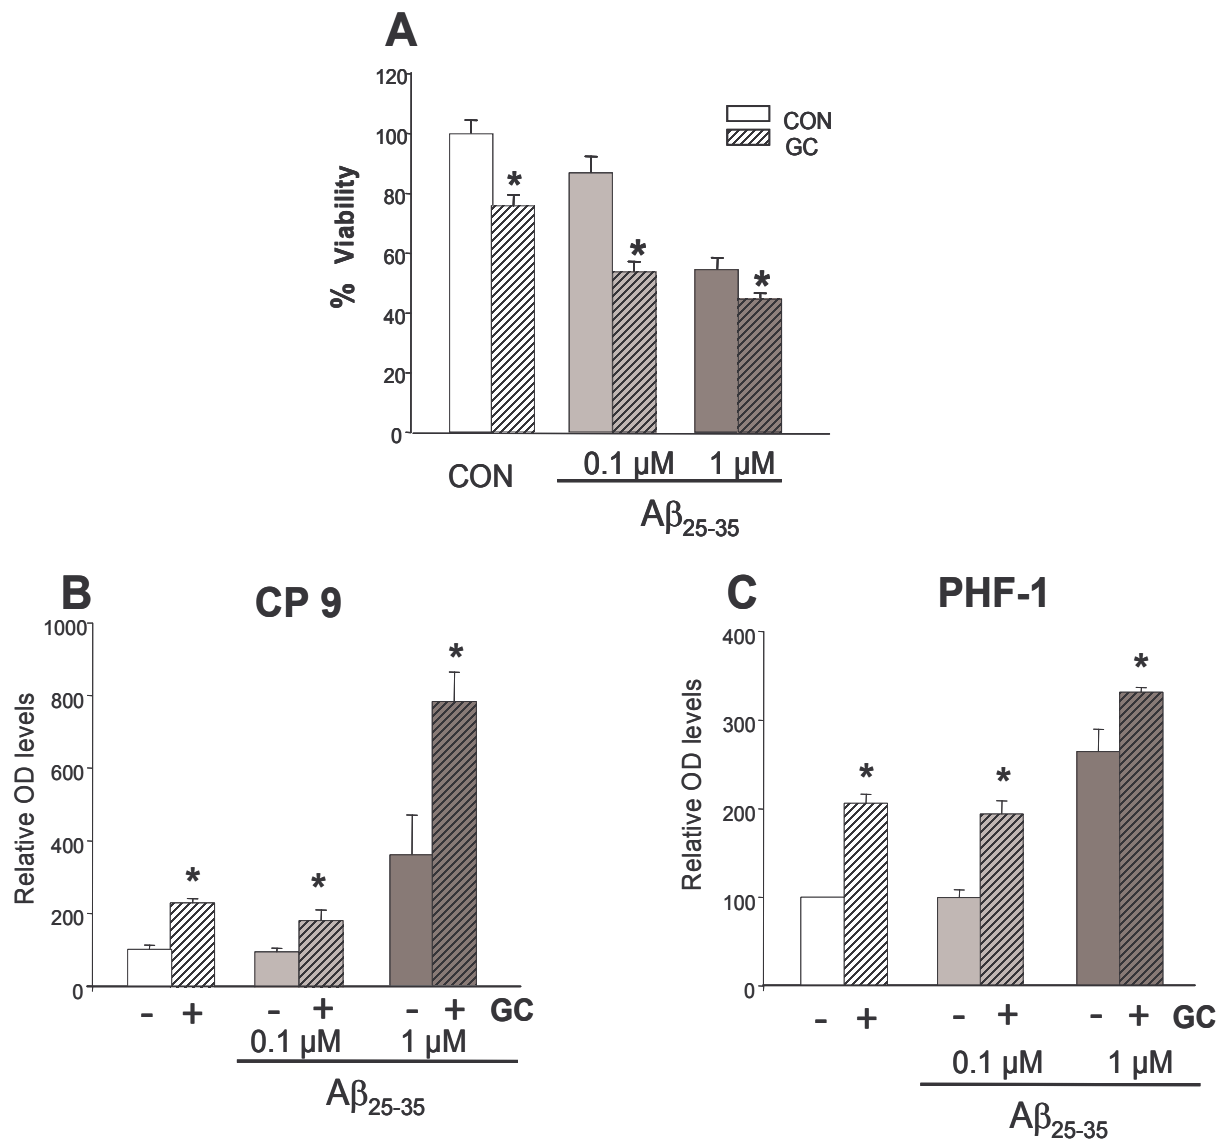 A
120
100
80
60
40
20
0
% Viability
CON
GC
* * *
CON
0.1 µM 1 µM
Aβ25-35
B
CP 9
1000
800
600
400
200
0
Relative OD levels
* * *
- + - + - + GC
0.1 µM 1 µM
Aβ25-35
C
PHF-1
400
300
200
100
0
Relative OD levels
* * *
- + - + - + GC
0.1 µM 1 µM
Aβ25-35